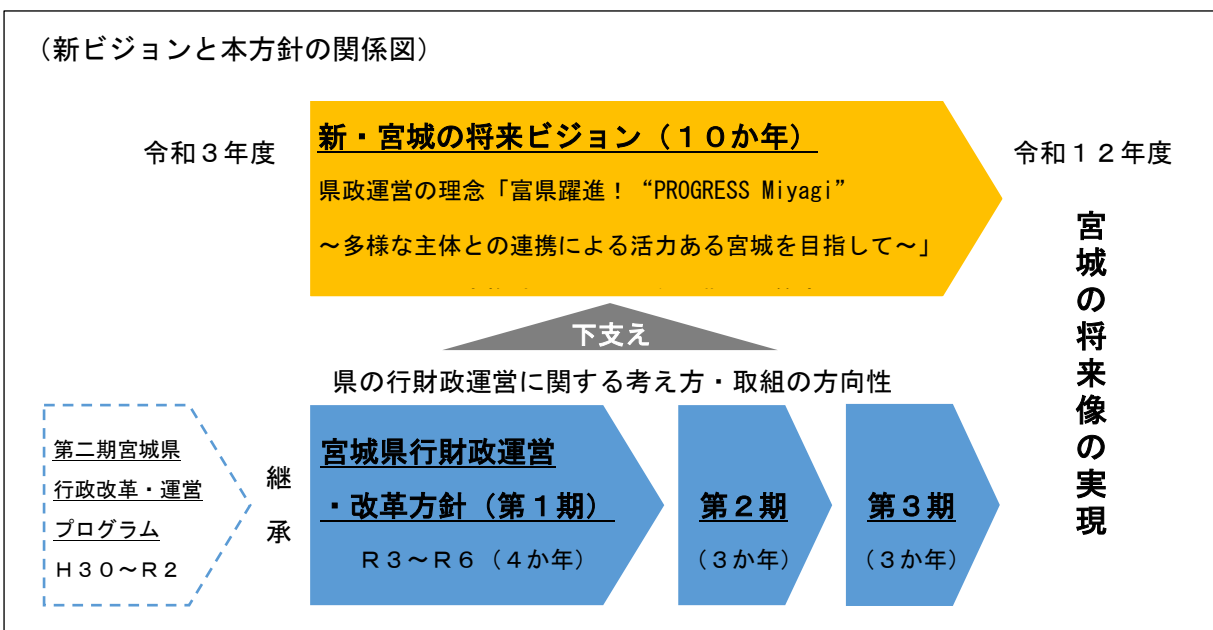 （新ビジョンと本方針の関係図）
令和３年度
新・宮城の将来ビジョン（１０か年）
県政運営の理念「富県躍進！“PROGRESS Miyagi”
～多様な主体との連携による活力ある宮城を目指して～」
令和１２年度
宮城の将来像の実現
下支え
県の行財政運営に関する考え方・取組の方向性
第二期宮城県
行政改革・運営
プログラム
Ｈ３０～Ｒ２
継承
宮城県行財政運営
・改革方針（第１期）
Ｒ３～Ｒ６（４か年）
第２期
（３か年）
第３期
（３か年）